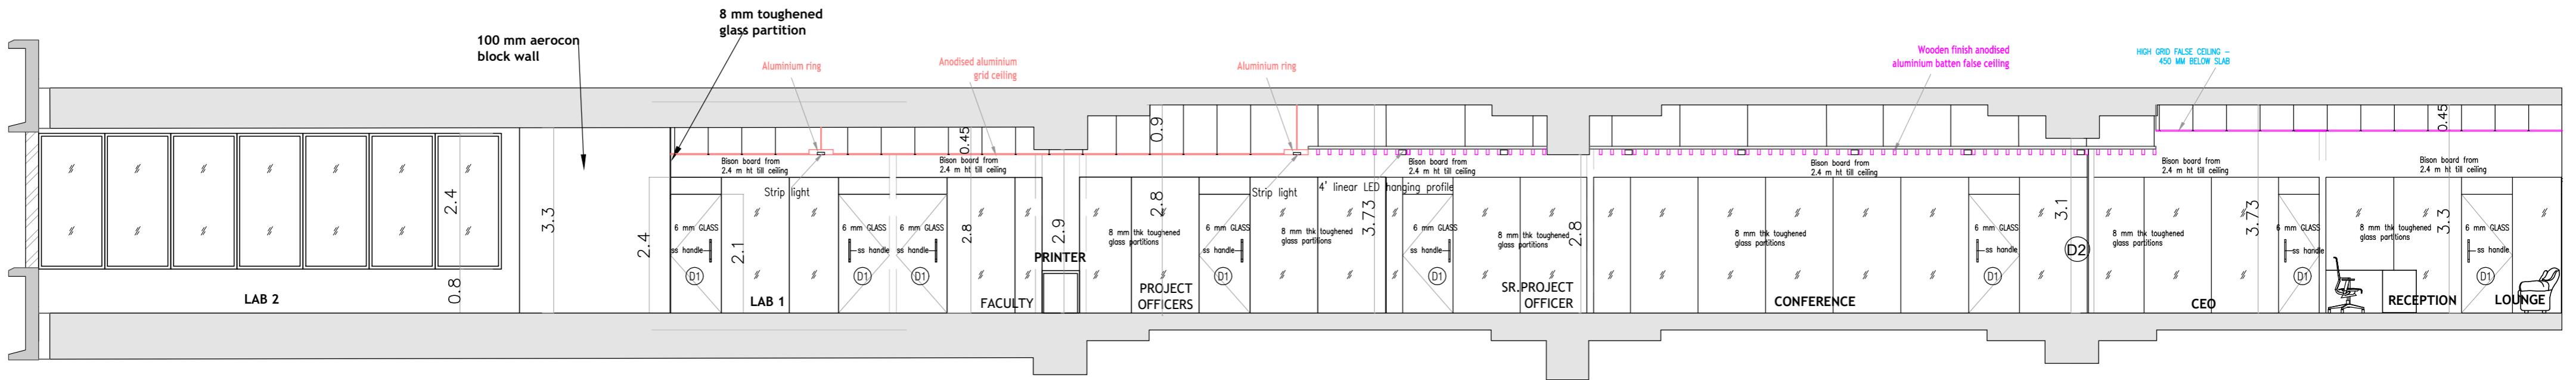 8 mm toughened
glass partition
100 mm aerocon
block wall
Aluminium ring
Anodised aluminium
grid ceiling
Aluminium ring
Wooden finish anodised
aluminium batten false ceiling
HIGH GRID FALSE CEILING –
450 MM BELOW SLAB
2.4
0.8
3.3
LAB 2
2.4
2.1
Bison board from
2.4 m ht till ceiling
Strip light
6 mm GLASS
ss handle
D1
LAB 1
6 mm GLASS
ss handle
D1
6 mm GLASS
ss handle
D1
0.45
Bison board from
2.4 m ht till ceiling
2.8
FACULTY
2.9
PRINTER
0.9
2.8
8 mm thk toughened
glass partitions
PROJECT
OFFICERS
6 mm GLASS
ss handle
D1
Strip light
8 mm thk toughened
glass partitions
4' linear LED hanging profile
3.73
Bison board from
2.4 m ht till ceiling
6 mm GLASS
ss handle
D1
8 mm thk toughened
glass partitions
SR.PROJECT
OFFICER
2.8
8 mm thk toughened
glass partitions
Bison board from
2.4 m ht till ceiling
CONFERENCE
6 mm GLASS
ss handle
D1
3.1
D2
Bison board from
2.4 m ht till ceiling
8 mm thk toughened
glass partitions
CEO
3.73
6 mm GLASS
ss handle
D1
0.45
Bison board from
2.4 m ht till ceiling
8 mm thk toughened
glass partitions
3.3
RECEPTION
6 mm GLASS
ss handle
D1
LOUNGE